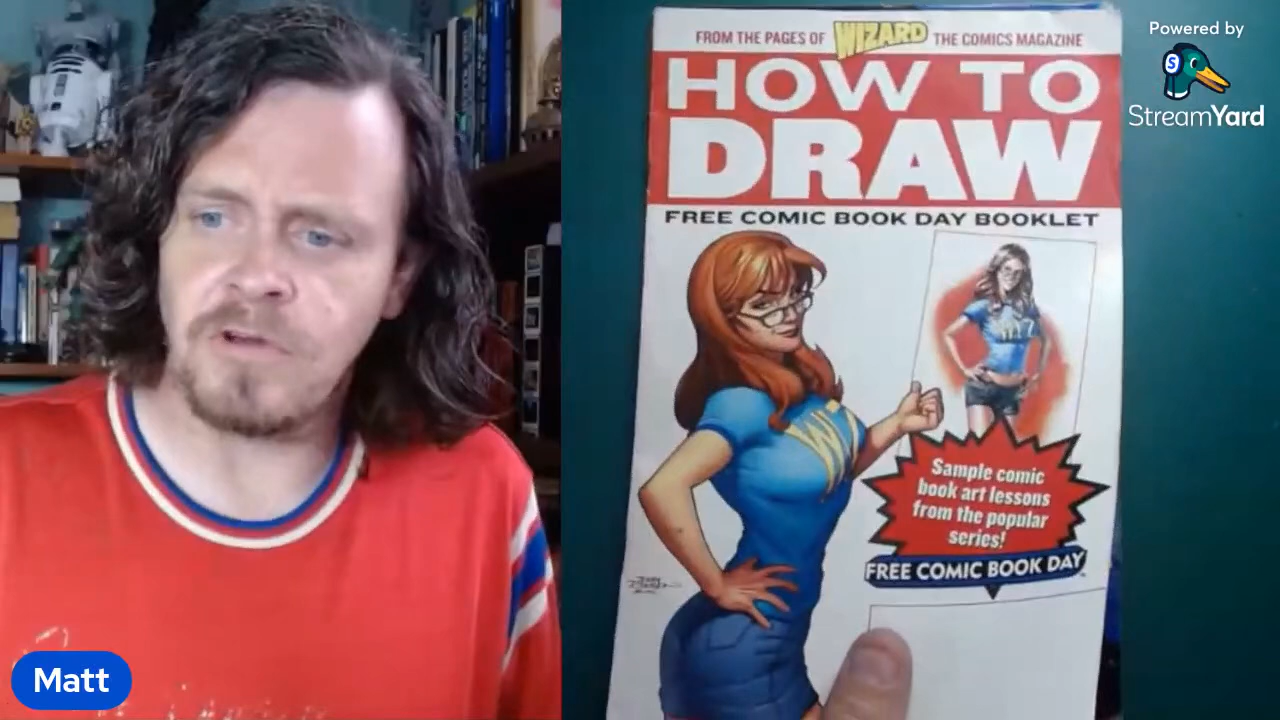 FROM THE PAGES OF WIZARD THE COMICS MAGAZINE
HOW TO
DRAW
FREE COMIC BOOK DAY BOOKLET
WIZ
Sample comic
book art lessons
from the popular
series!
FREE COMIC BOOK DAY
Powered by
S
StreamYard
Matt